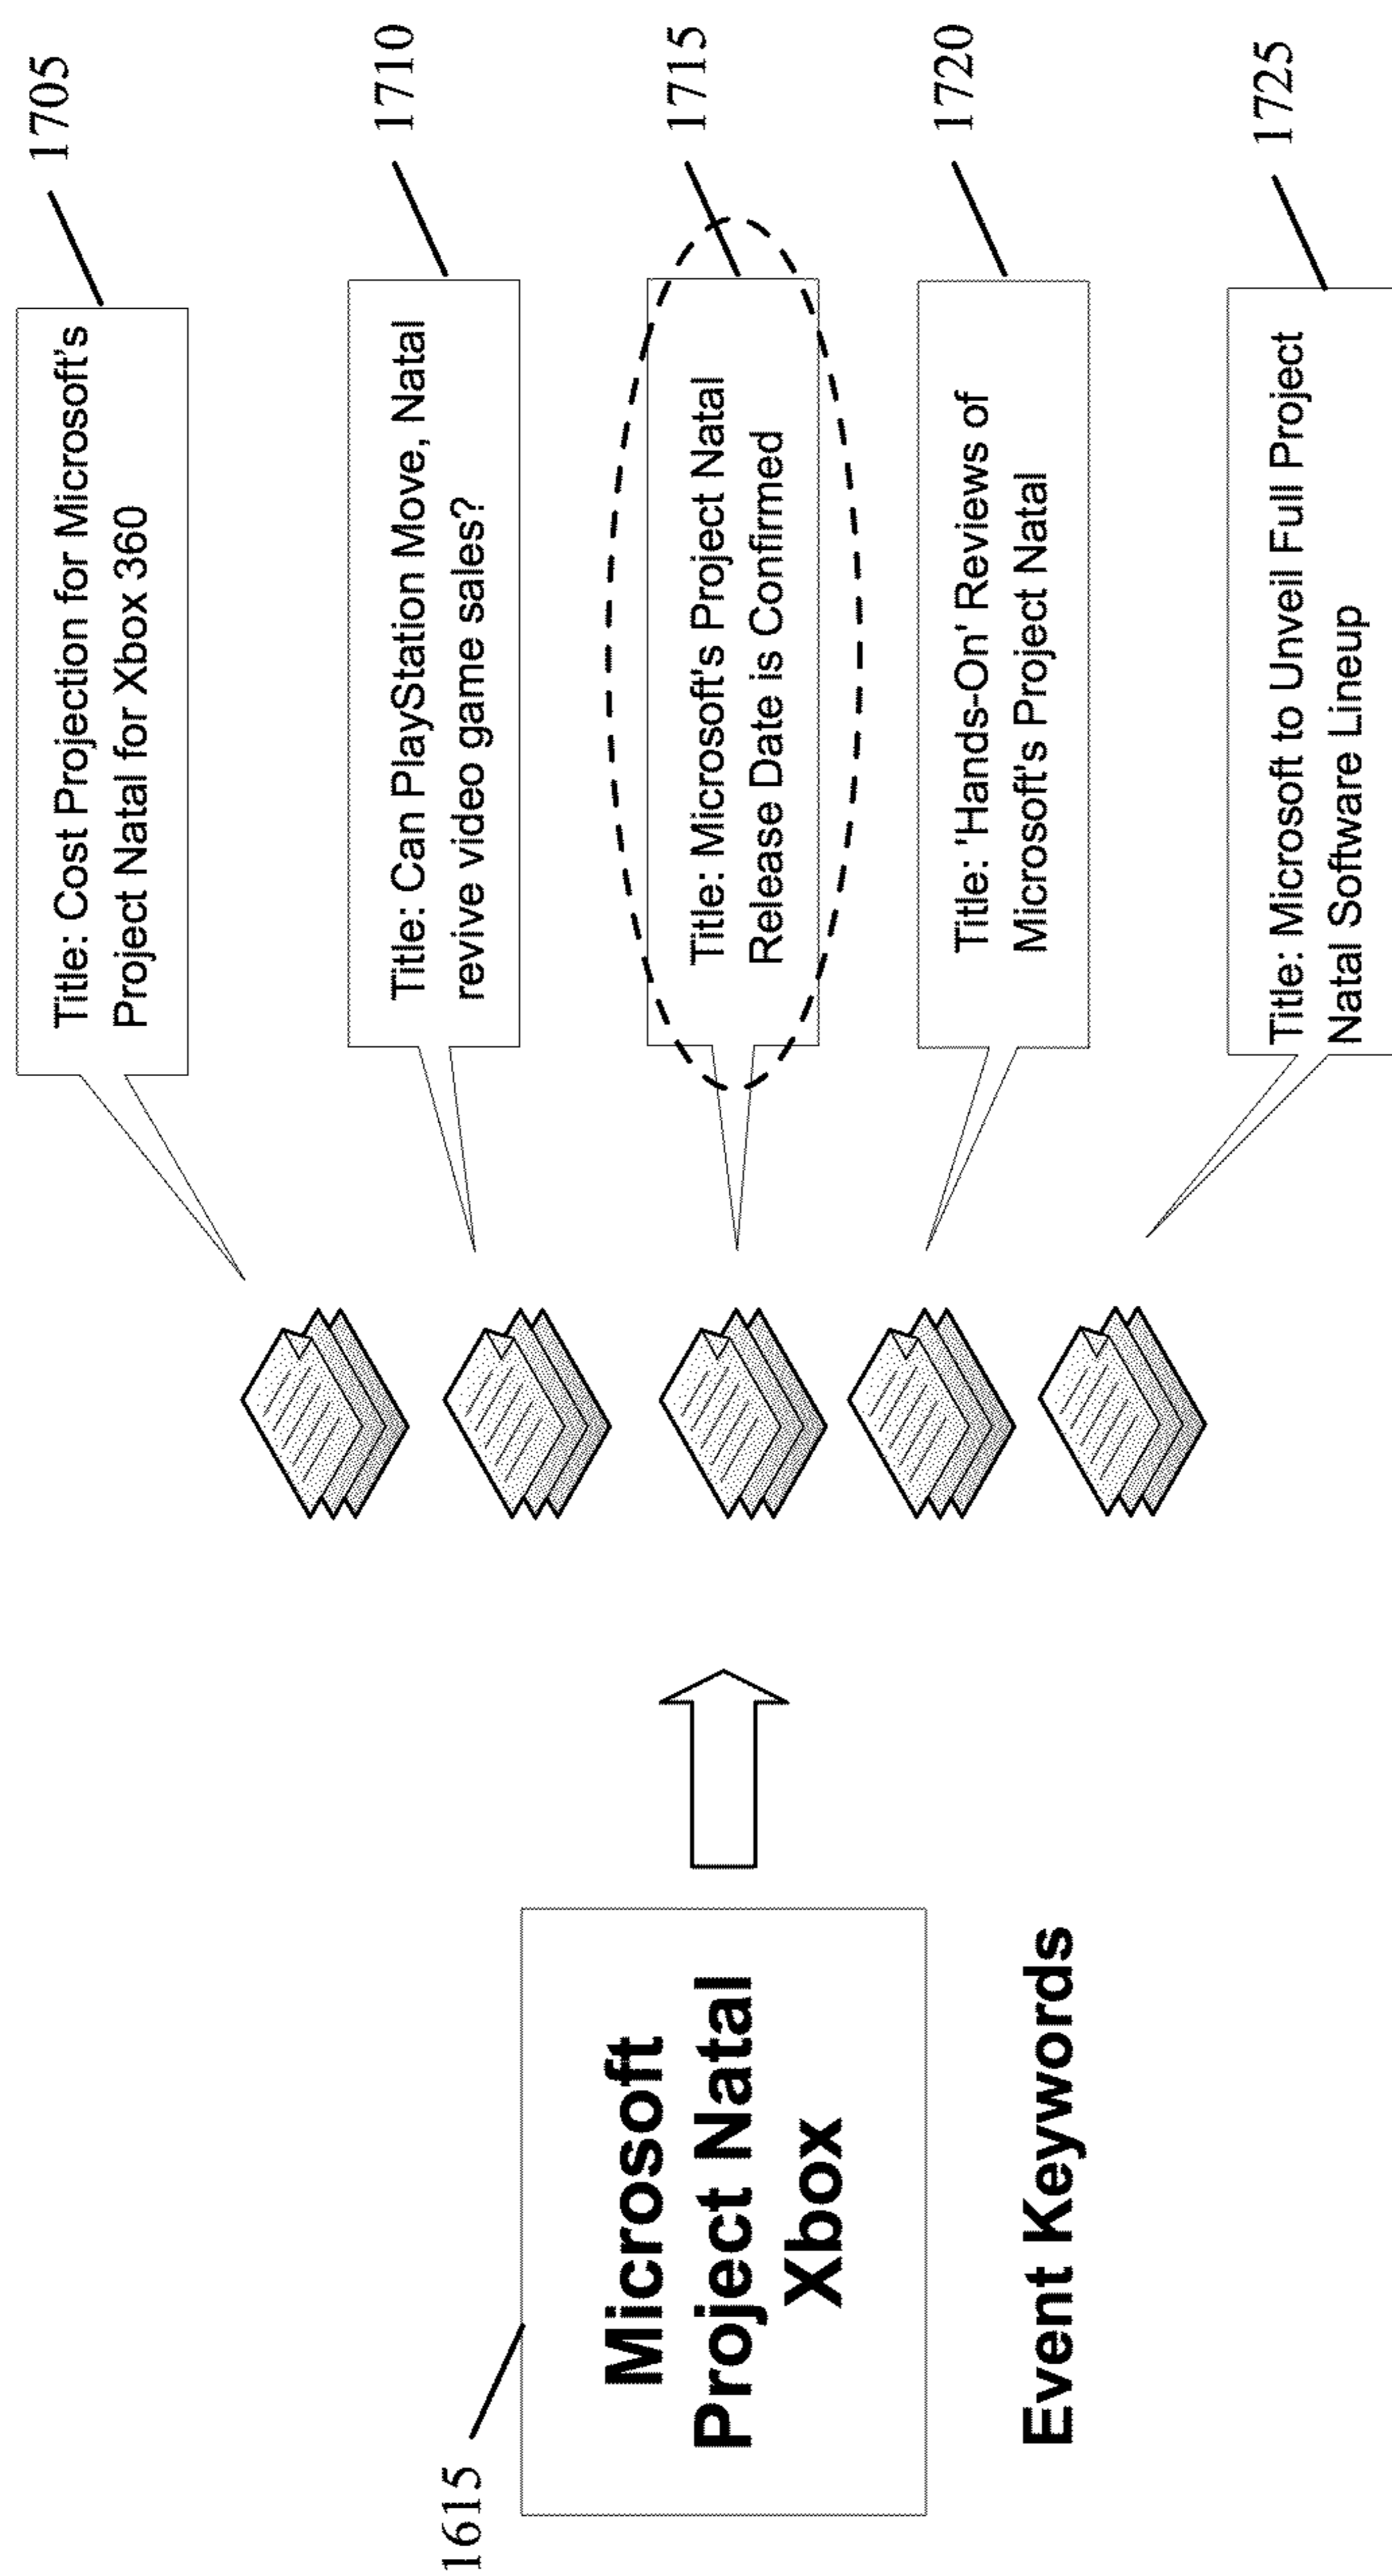 1615
Microsoft
Project Natal
Xbox
Event Keywords
Title: Cost Projection for Microsoft's
Project Natal for Xbox 360
1705
Title: Can PlayStation Move, Natal
revive video game sales?
1710
Title: Microsoft's Project Natal
Release Date is Confirmed
1715
Title: 'Hands-On' Reviews of
Microsoft's Project Natal
1720
Title: Microsoft to Unveil Full Project
Natal Software Lineup
1725